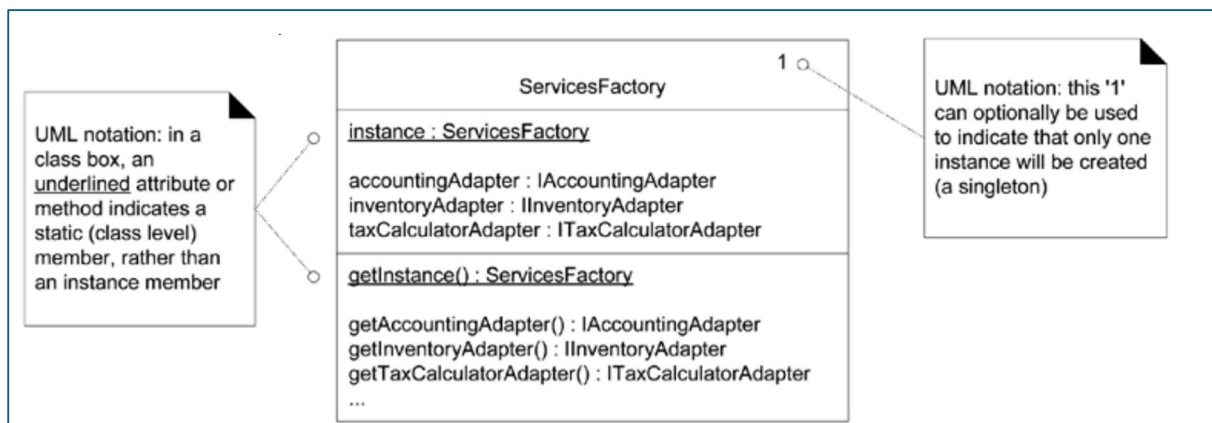 UML notation: in a
class box, an
underlined attribute or
method indicates a
static (class level)
member, rather than
an instance member
1
ServicesFactory
instance : ServicesFactory
accountingAdapter : IAccountingAdapter
inventoryAdapter : IInventoryAdapter
taxCalculatorAdapter : ITaxCalculatorAdapter
getInstance() : ServicesFactory
getAccountingAdapter() : IAccountingAdapter
getInventoryAdapter() : IInventoryAdapter
getTaxCalculatorAdapter() : ITaxCalculatorAdapter
...
UML notation: this '1'
can optionally be used
to indicate that only one
instance will be created
(a singleton)